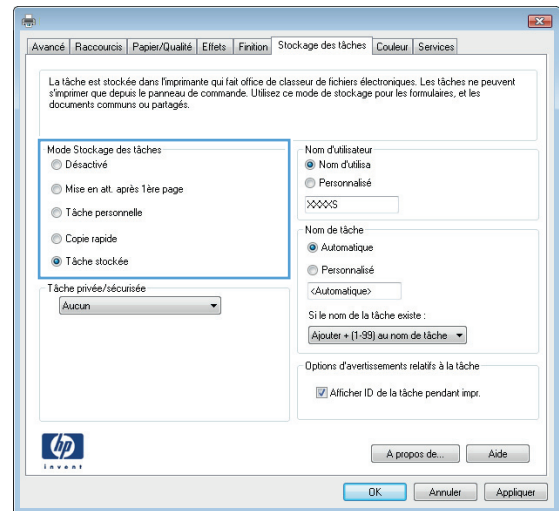 Avancé Raccourcis Papier/Qualité Effets Finition Stockage des tâches Couleur Services
La tâche est stockée dans l'imprimante qui fait office de
classeur de fichiers électroniques. Les tâches ne peuvent
s'imprimer que depuis le panneau de commande. Utilisez ce mode de stockage pour les formulaires, et les
documents communs ou partagés.
Mode Stockage des tâches
Désactivé
Mise en att. après 1ère page
Tâche personnelle
Copie rapide
Tâche stockée
Tâche privée/sécurisée
Aucun
Nom d'utilisateur
Nom d'utilisa
Personnalisé
XXXXS
Nom de tâche
Automatique
Personnalisé
<Automatique>
Si le nom de la tâche existe :
Ajouter + (1-99) au nom de tâche
Options d'avertissements relatifs à la tâche
Afficher ID de la tâche pendant impr.
hp
invent
A propos de... Aide
OK Annuler Appliquer